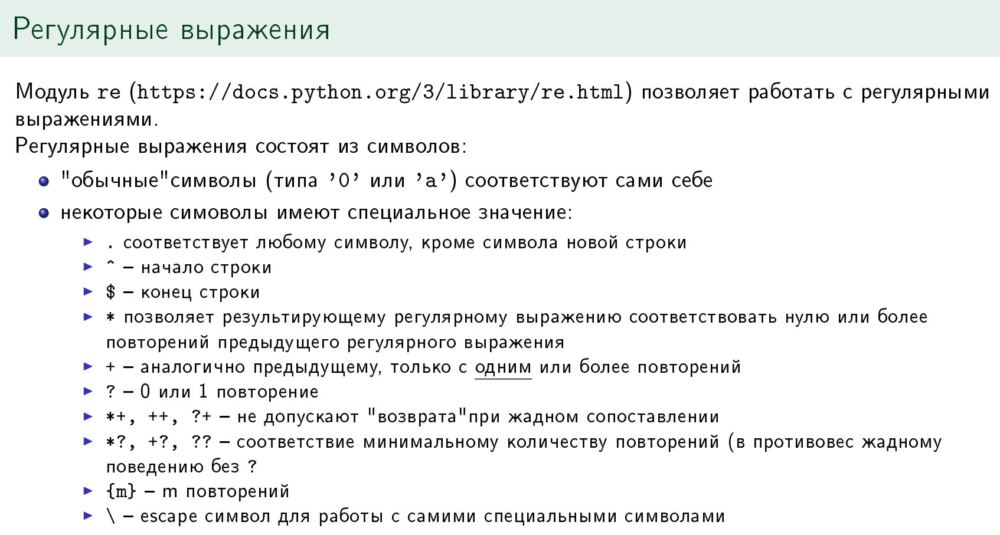 Регулярные выражения
Модуль re (https://docs.python.org/3/library/re.html) позволяет работать с регулярными
выражениями.
Регулярные выражения состоят из символов:
"обычные"символы (типа '0' или 'a') соответствуют сами себе
некоторые симоволы имеют специальное значение:
. соответствует любому символу, кроме символа новой строки
^ – начало строки
$ – конец строки
* позволяет результирующему регулярному выражению соответствовать нулю или более
повторений предыдущего регулярного выражения
+ – аналогично предыдущему, только с одним или более повторений
? – 0 или 1 повторение
*+, ++, ?+ – не допускают "возврата"при жадном сопоставлении
*?, +?, ?? – соответствие минимальному количеству повторений (в противовес жадному
поведению без ?
{m} – m повторений
\ – escape символ для работы с самими специальными символами